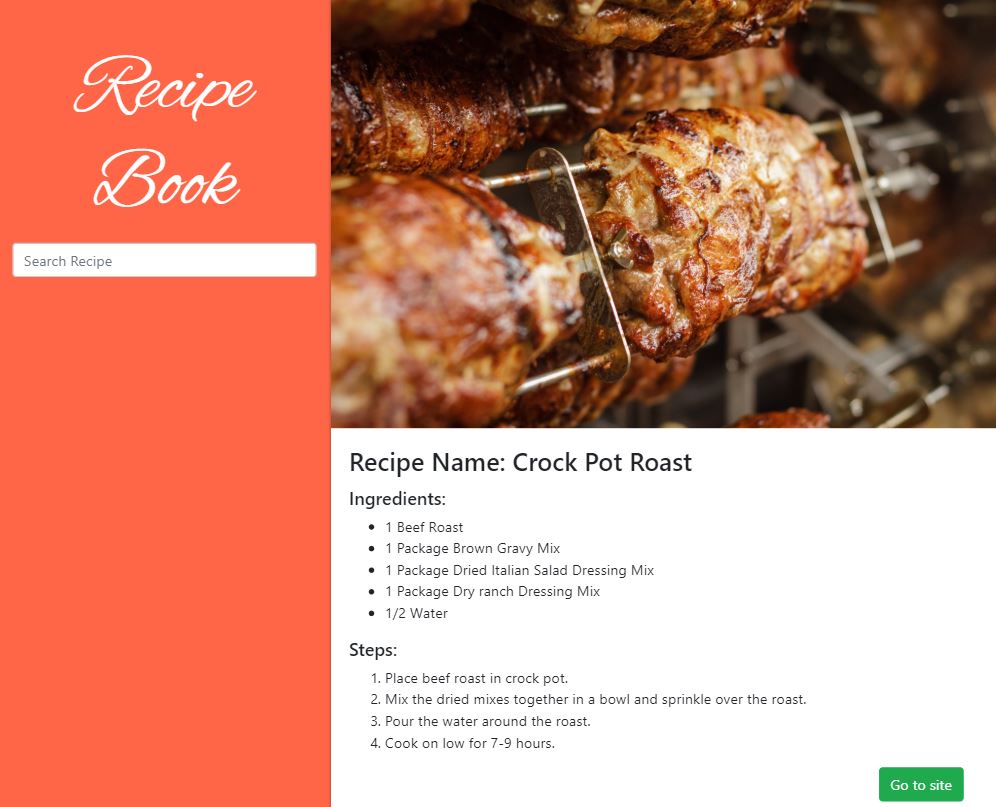 Recipe
Book
Search Recipe
Recipe Name: Crock Pot Roast
Ingredients:
• 1 Beef Roast
• 1 Package Brown Gravy Mix
• 1 Package Dried Italian Salad Dressing Mix
• 1 Package Dry ranch Dressing Mix
• 1/2 Water
Steps:
1. Place beef roast in crock pot.
2. Mix the dried mixes together in a bowl and sprinkle over the roast.
3. Pour the water around the roast.
4. Cook on low for 7-9 hours.
Go to site